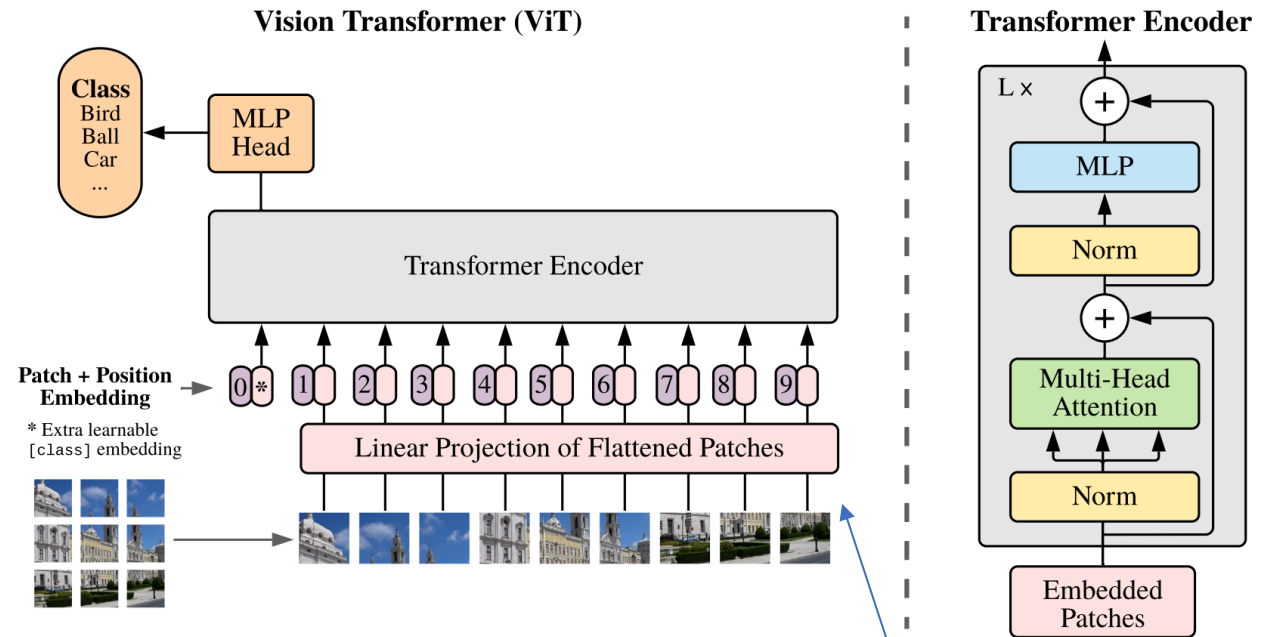 Vision Transformer (ViT)
Class
Bird
Ball
Car
...
MLP
Head
Transformer Encoder
Patch + Position
Embedding
* Extra learnable
[class] embedding
0 * 1 2 3 4 5 6 7 8 9
Linear Projection of Flattened Patches
Transformer Encoder
L x
+
MLP
Norm
+
Multi-Head
Attention
Norm
Embedded
Patches